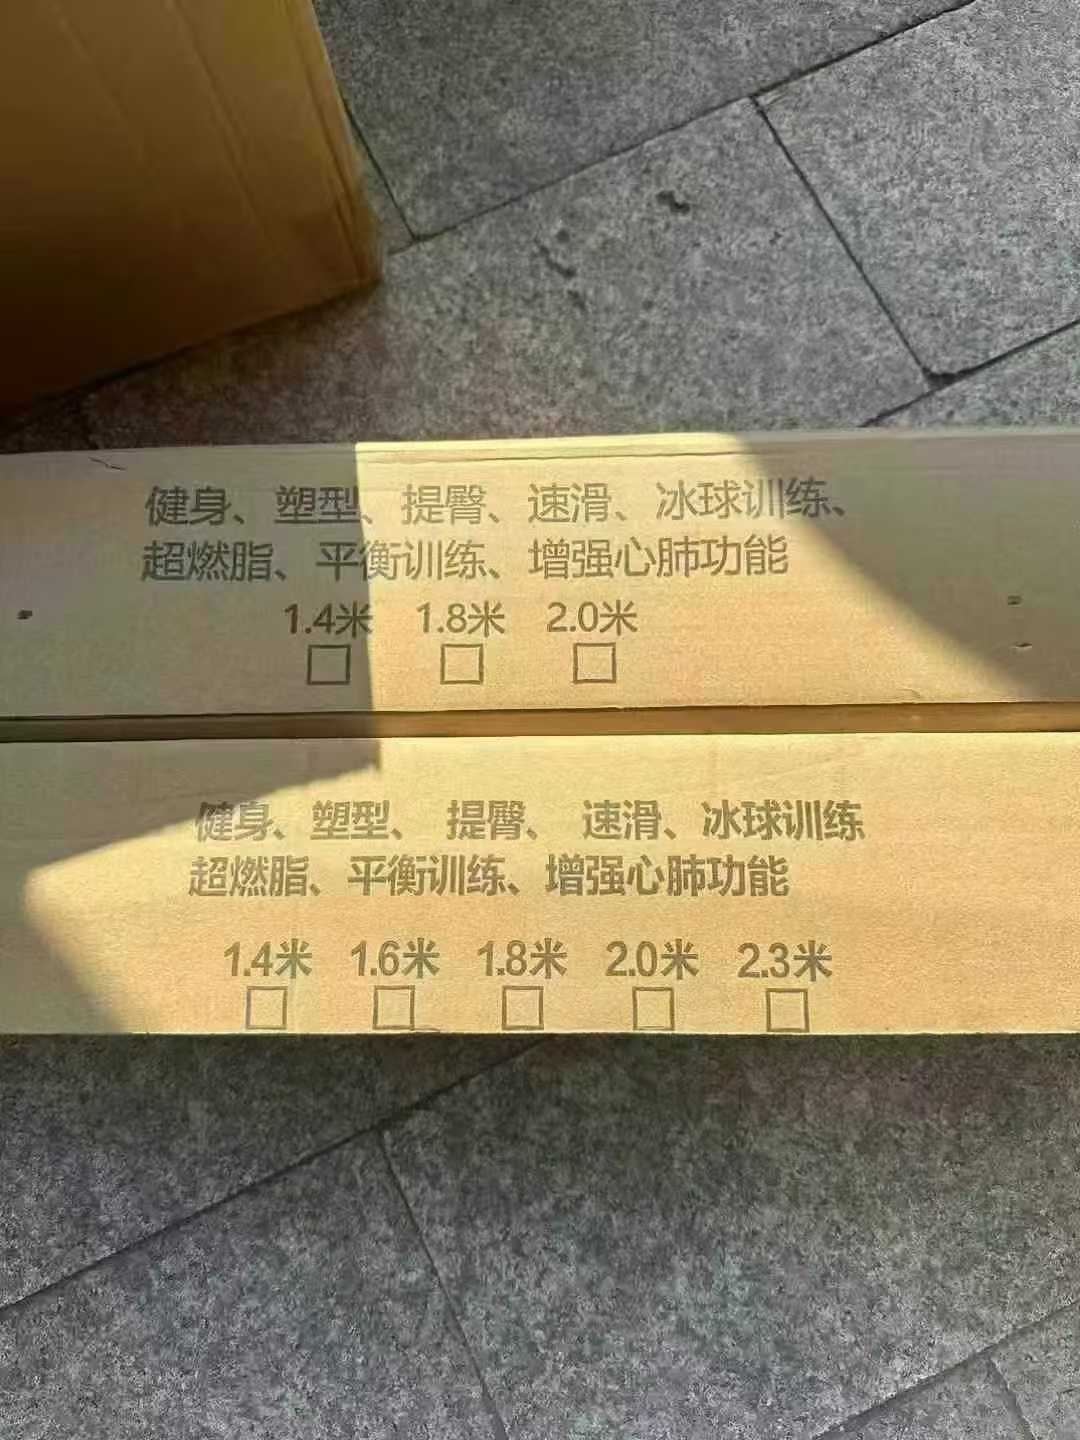 健身、塑型、提臀、速滑、冰球训练、
超燃脂、平衡训练、增强心肺功能
1.4米 1.8米 2.0米
健身、塑型、提臀、速滑、冰球训练
超燃脂、平衡训练、增强心肺功能
1.4米 1.6米 1.8米 2.0米 2.3米